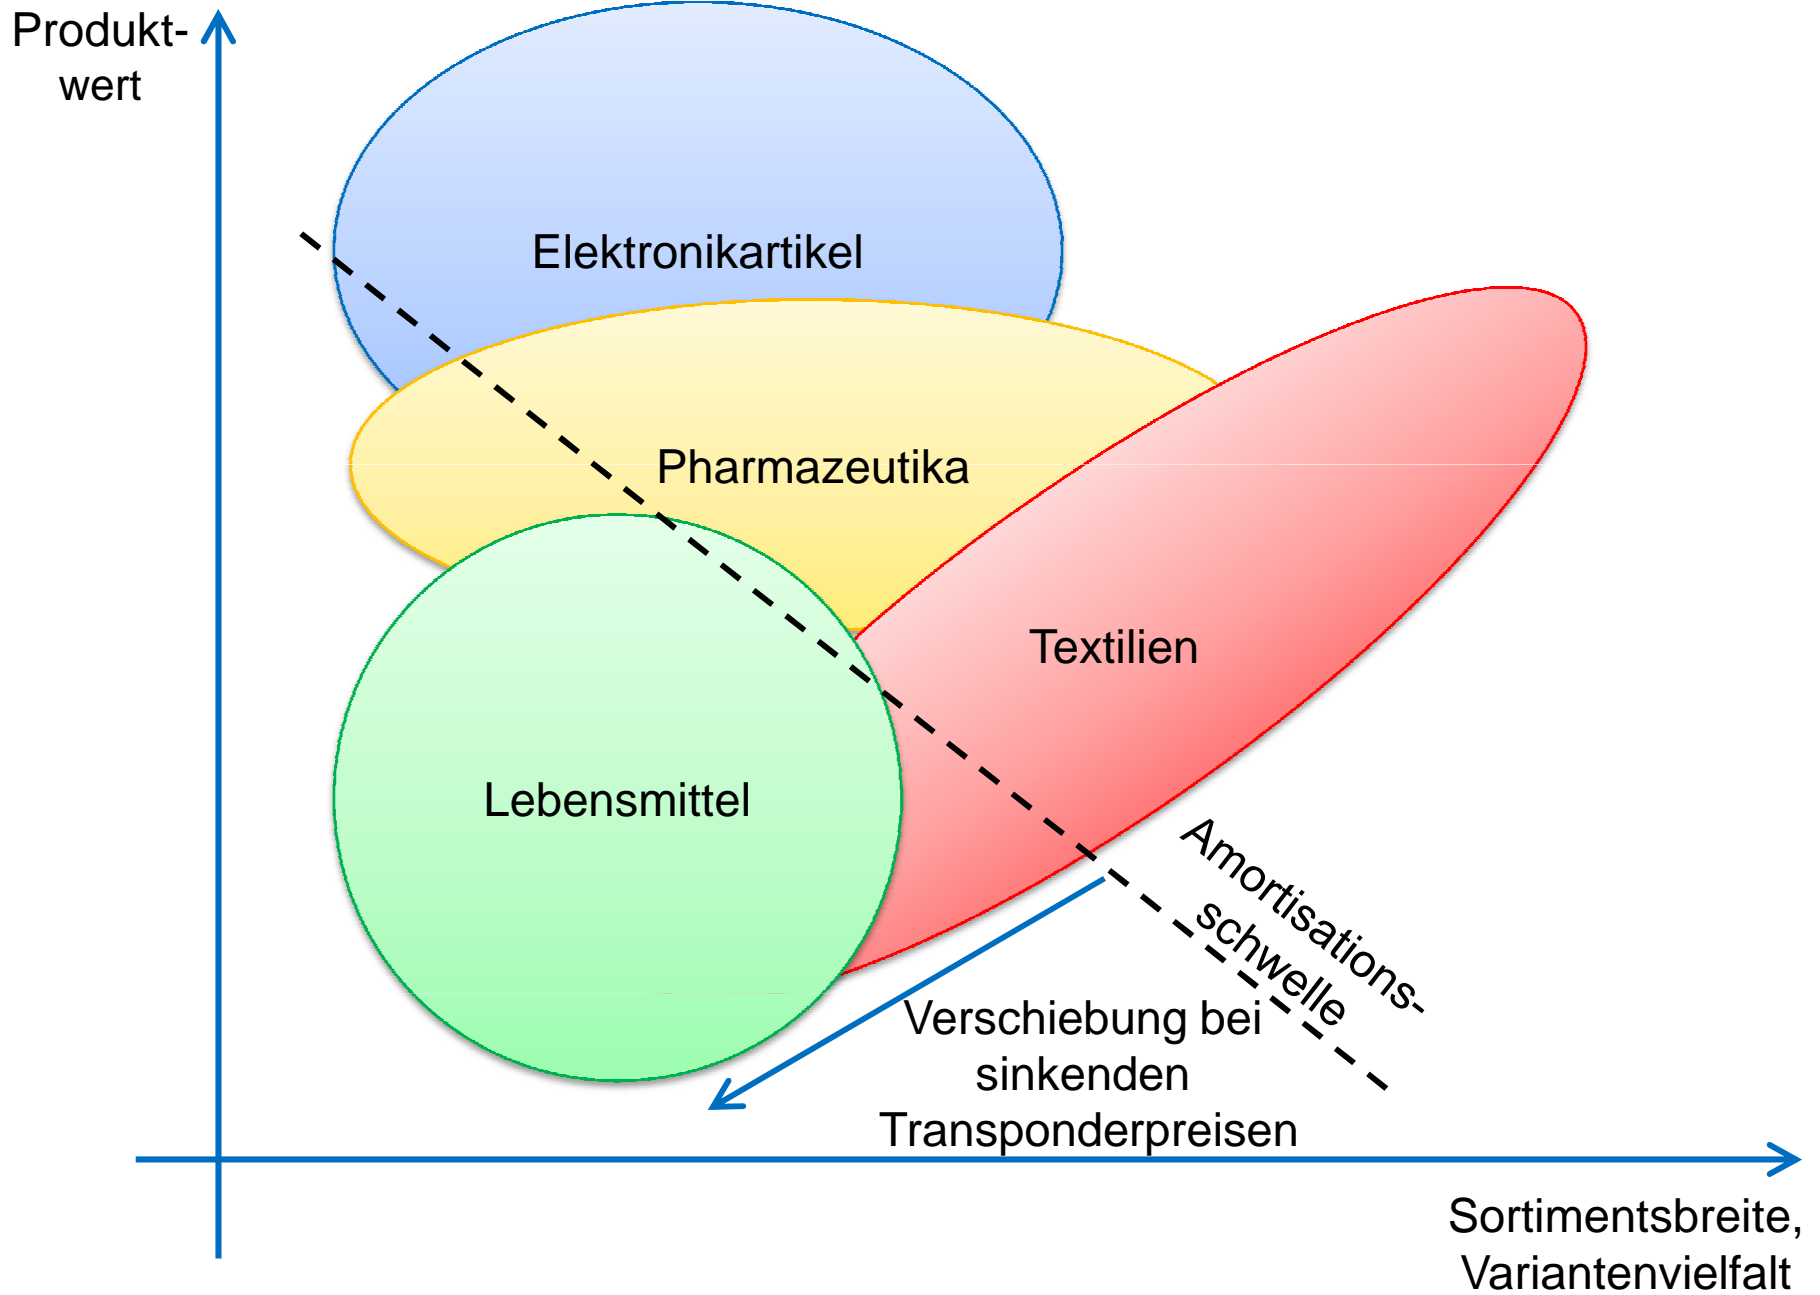 Produkt-
wert
Elektronikartikel
Pharmazeutika
Textilien
Lebensmittel
Amortisations-
schwelle
Verschiebung bei
sinkenden
Transponderpreisen
Sortimentsbreite,
Variantenvielfalt